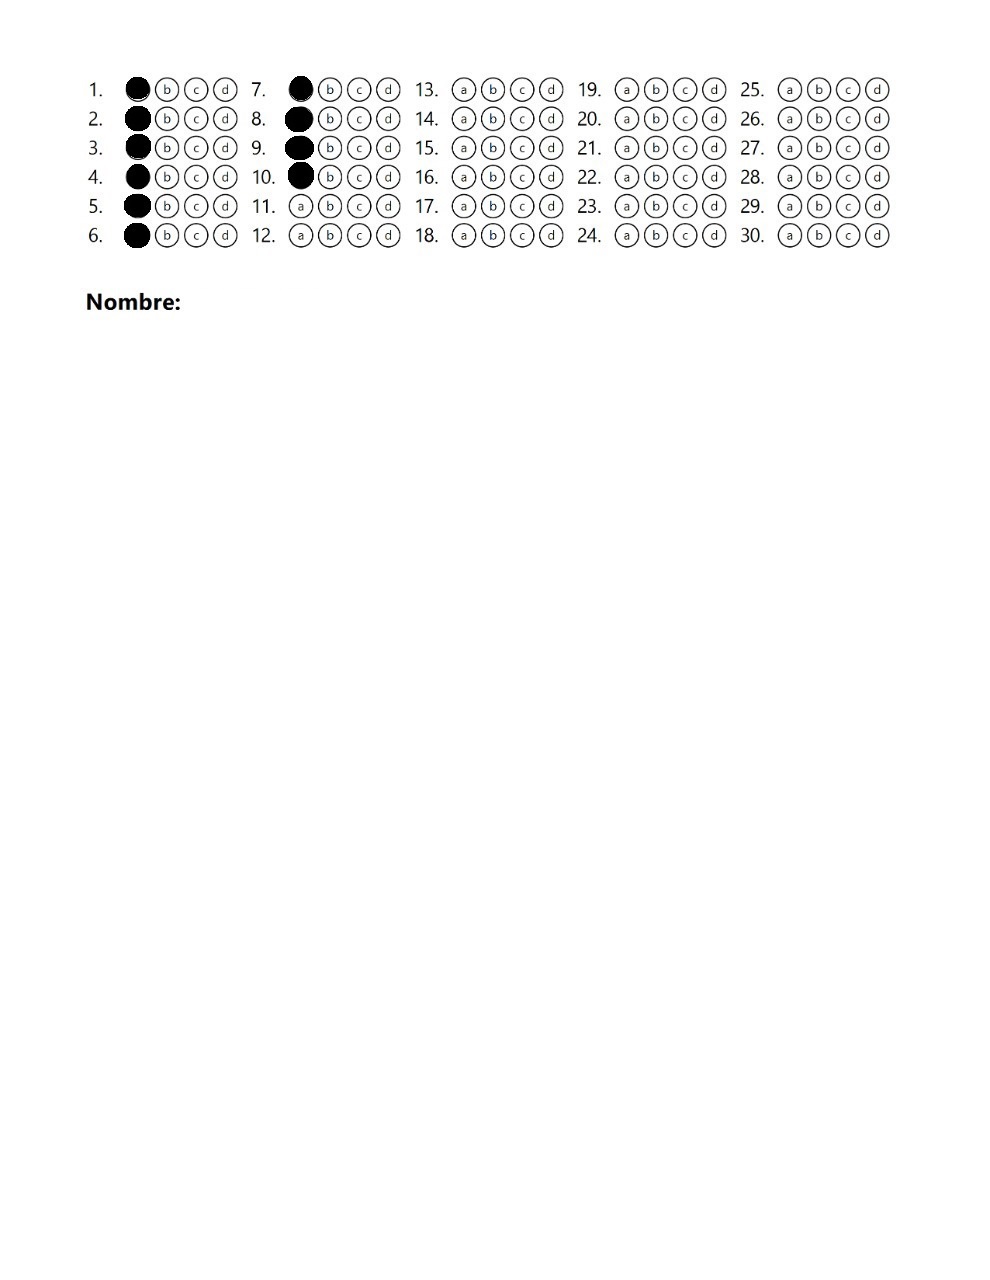 1. b c d 7. b c d 13. a b c d 19. a b c d 25. a b c d
2. b c d 8. b c d 14. a b c d 20. a b c d 26. a b c d
3. b c d 9. b c d 15. a b c d 21. a b c d 27. a b c d
4. b c d 10. b c d 16. a b c d 22. a b c d 28. a b c d
5. b c d 11. a b c d 17. a b c d 23. a b c d 29. a b c d
6. b c d 12. a b c d 18. a b c d 24. a b c d 30. a b c d
Nombre: